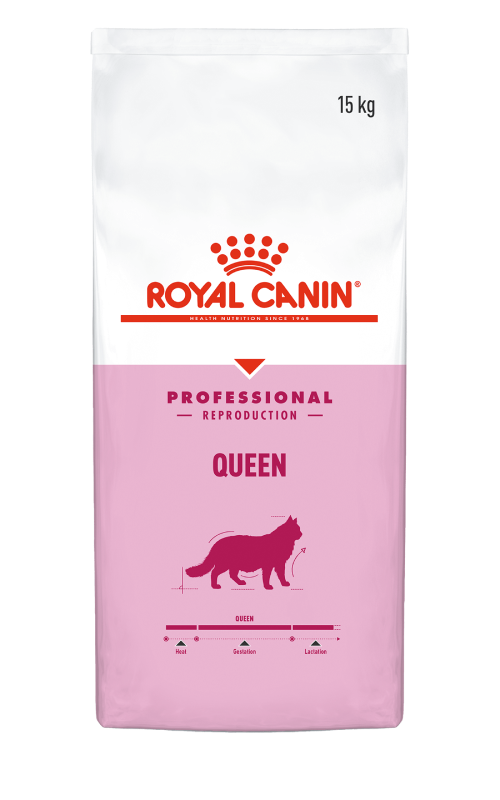 15 kg
ROYAL CANIN®
HEALTH NUTRITION SINCE 1968
PROFESSIONAL
REPRODUCTION
QUEEN
QUEEN
Heat Gestation Lactation